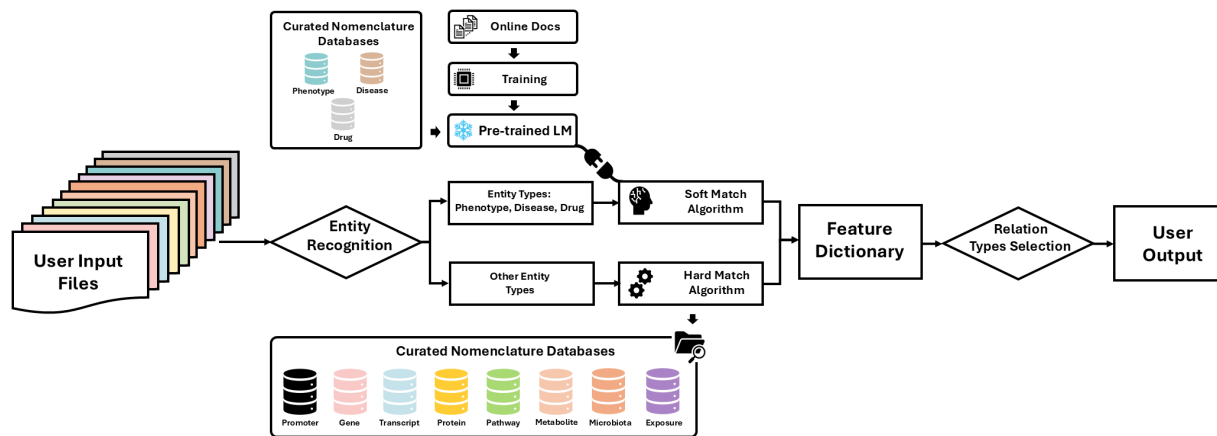 Curated Nomenclature
Databases
Phenotype
Disease
Drug
Online Docs
Training
Pre-trained LM
User Input
Files
Entity
Recognition
Entity Types:
Phenotype, Disease, Drug
Soft Match
Algorithm
Other Entity
Types
Hard Match
Algorithm
Feature
Dictionary
Relation
Types Selection
User
Output
Curated Nomenclature Databases
Promoter
Gene
Transcript
Protein
Pathway
Metabolite
Microbiota
Exposure